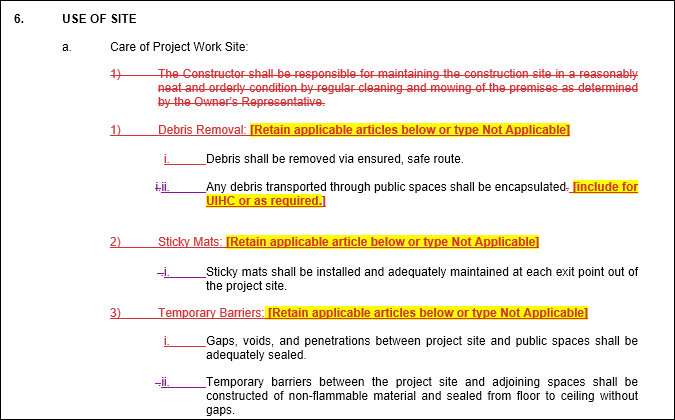 6. USE OF SITE
a. Care of Project Work Site:
1) The Constructor shall be responsible for maintaining the construction site in a reasonably
neat and orderly condition by regular cleaning and mowing of the premises as determined
by the Owner's Representative.
1) Debris Removal: [Retain applicable articles below or type Not Applicable]
i. Debris shall be removed via ensured, safe route.
i.ii. Any debris transported through public spaces shall be encapsulated. [include for
UIHC or as required.]
2) Sticky Mats: [Retain applicable article below or type Not Applicable]
i. Sticky mats shall be installed and adequately maintained at each exit point out of
the project site.
3) Temporary Barriers: [Retain applicable articles below or type Not Applicable]
i. Gaps, voids, and penetrations between project site and public spaces shall be
adequately sealed.
ii. Temporary barriers between the project site and adjoining spaces shall be
constructed of non-flammable material and sealed from floor to ceiling without
gaps.